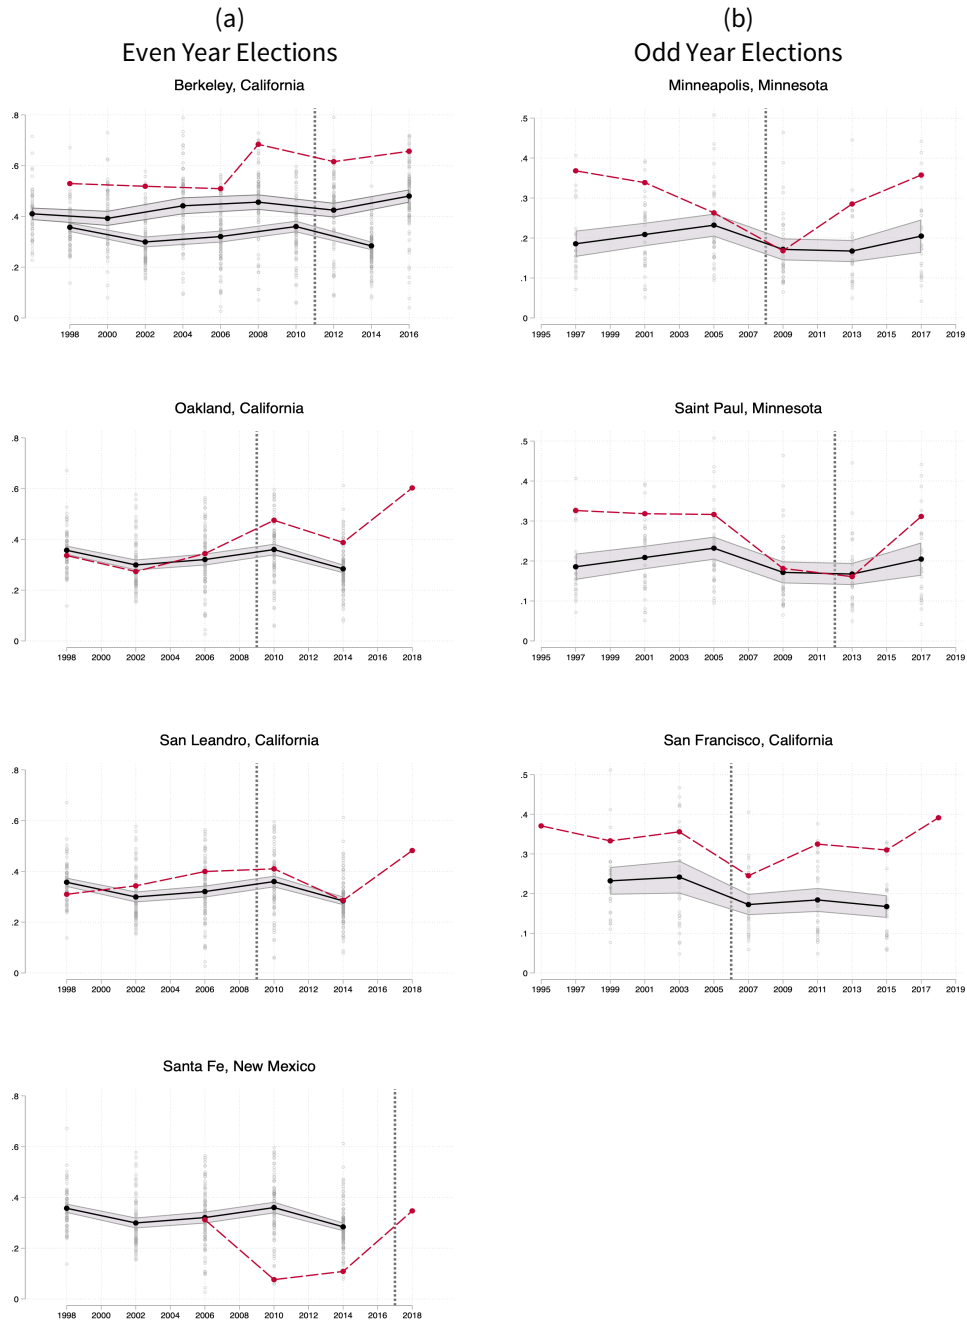 (a)
Even Year Elections
Berkeley, California
.8
.6
.4
.2
0
1998 2000 2002 2004 2006 2008 2010 2012 2014 2016
Oakland, California
.8
.6
.4
.2
0
1998 2000 2002 2004 2006 2008 2010 2012 2014 2016 2018
San Leandro, California
.8
.6
.4
.2
0
1998 2000 2002 2004 2006 2008 2010 2012 2014 2016 2018
Santa Fe, New Mexico
.8
.6
.4
.2
0
1998 2000 2002 2004 2006 2008 2010 2012 2014 2016 2018
(b)
Odd Year Elections
Minneapolis, Minnesota
.5
.4
.3
.2
.1
0
1995 1997 1999 2001 2003 2005 2007 2009 2011 2013 2015 2017 2019
Saint Paul, Minnesota
.5
.4
.3
.2
.1
0
1995 1997 1999 2001 2003 2005 2007 2009 2011 2013 2015 2017 2019
San Francisco, California
.5
.4
.3
.2
.1
0
1995 1997 1999 2001 2003 2005 2007 2009 2011 2013 2015 2017 2019